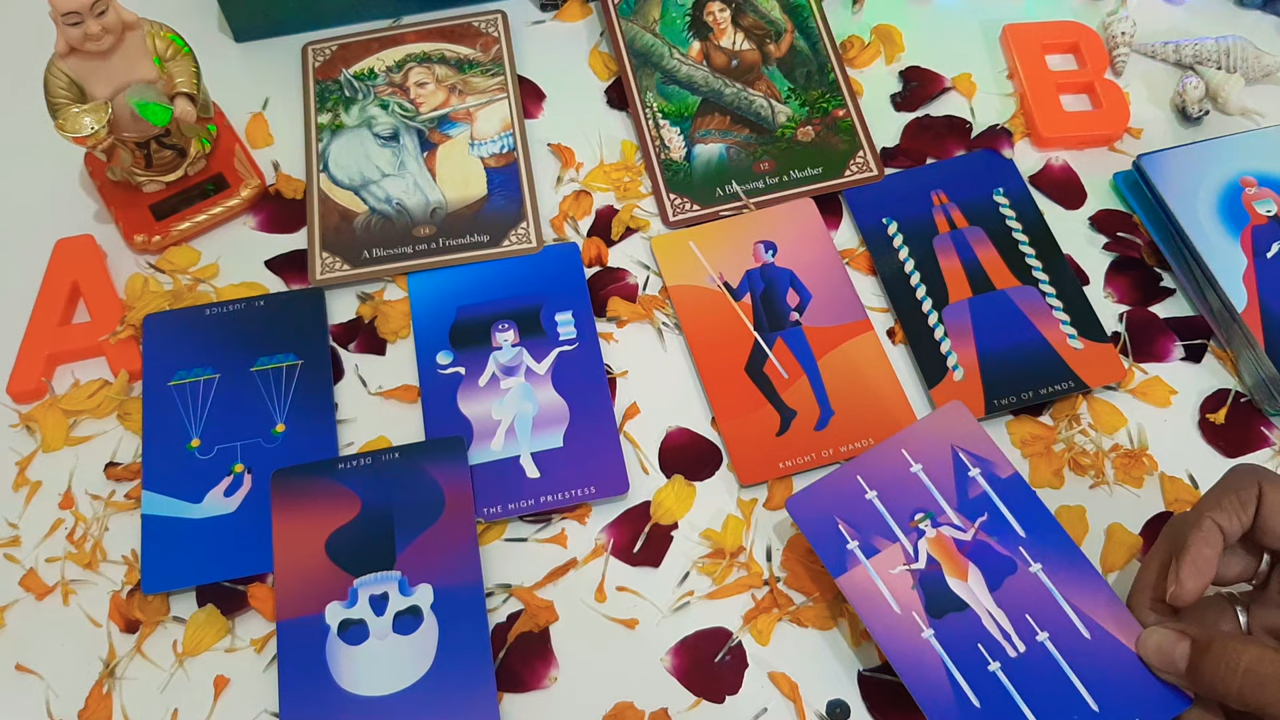 B
12
A Blessing for a Mother
14
A Blessing on a Friendship
A
XI. JUSTICE
THE HIGH PRIESTESS
KNIGHT OF WANDS
TWO OF WANDS
XIII. DEATH